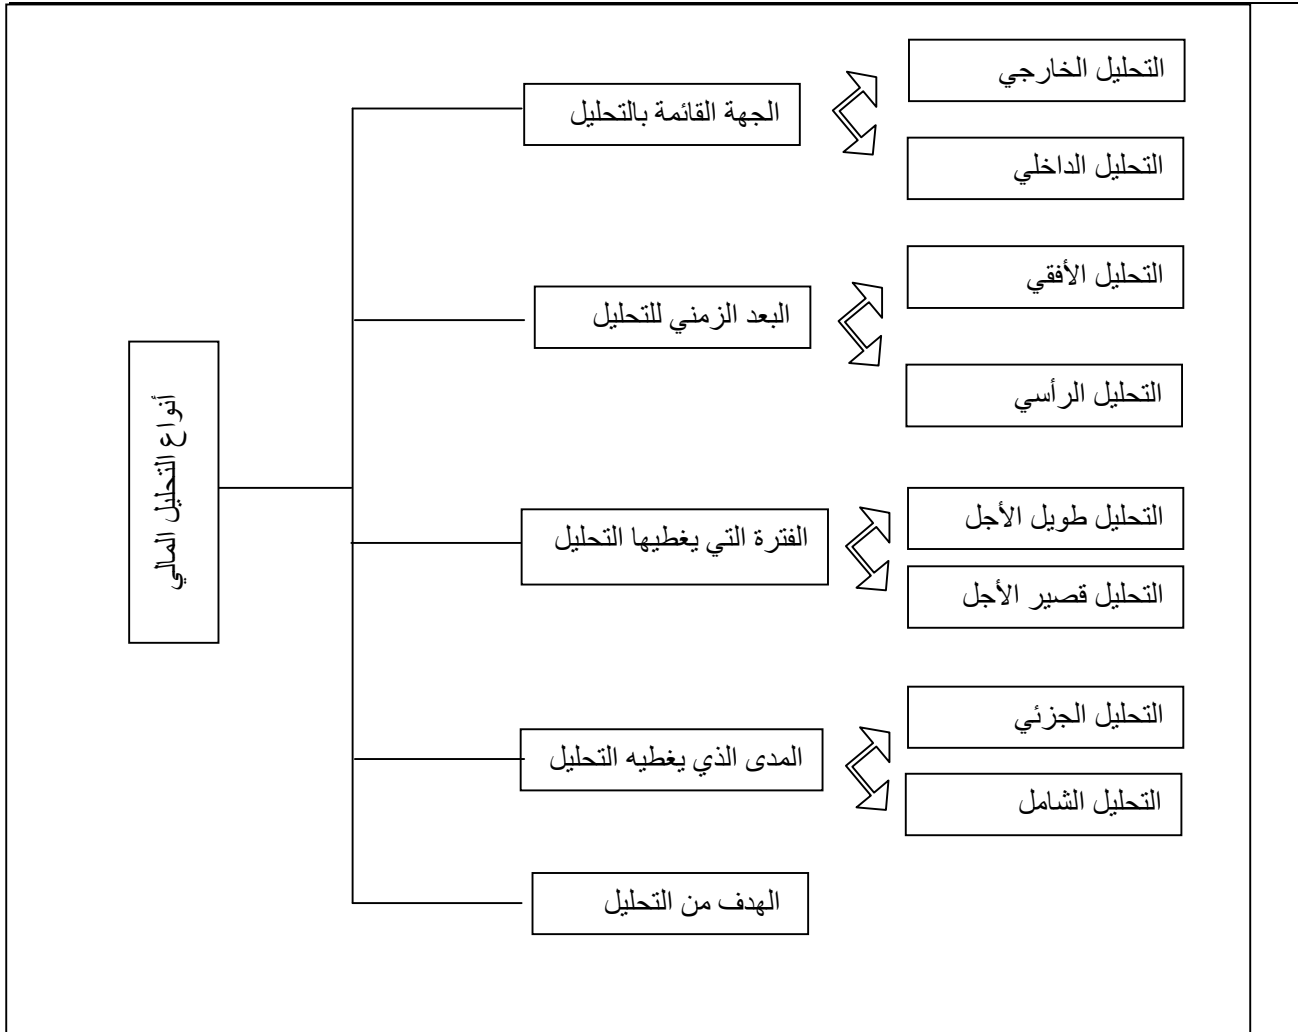 أنواع التحليل المالي
الجهة القائمة بالتحليل
التحليل الخارجي
التحليل الداخلي
البعد الزمني للتحليل
التحليل الأفقي
التحليل الرأسي
الفترة التي يغطيها التحليل
التحليل طويل الأجل
التحليل قصير الأجل
المدى الذي يغطيه التحليل
التحليل الجزئي
التحليل الشامل
الهدف من التحليل